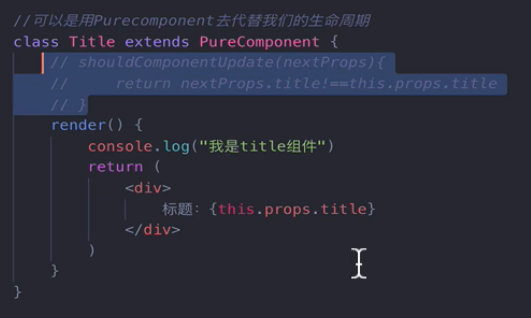 //可以是用Purecomponent去代替我们的生命周期
class Title extends PureComponent {
// shouldComponentUpdate(nextProps){
//     return nextProps.title!==this.props.title
// }
render() {
console.log("我是title组件")
return (
<div>
标题: {this.props.title}
</div>
)
}
}